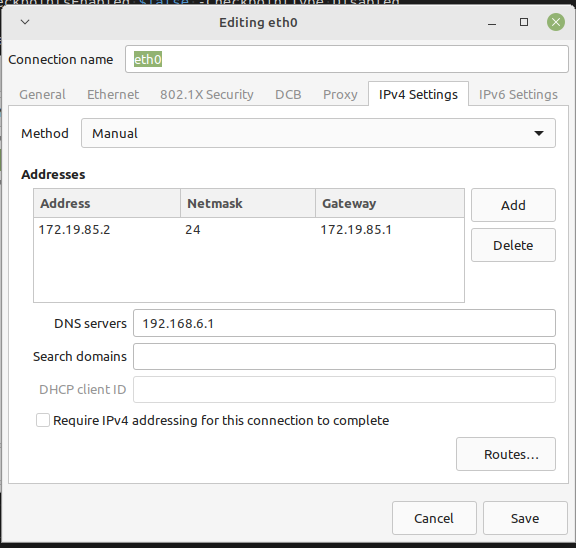 Editing eth0
Connection name eth0
General Ethernet 802.1X Security DCB Proxy IPv4 Settings IPv6 Settings
Method Manual
Addresses
Address Netmask Gateway
172.19.85.2 24 172.19.85.1
Add
Delete
DNS servers 192.168.6.1
Search domains
DHCP client ID
Require IPv4 addressing for this connection to complete
Routes...
Cancel Save